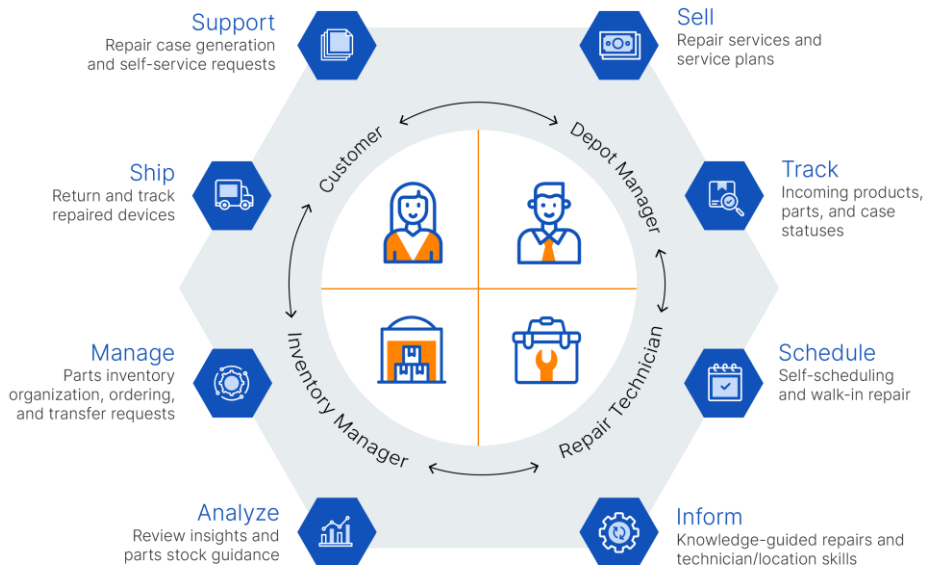 Support
Repair case generation
and self-service requests
Sell
Repair services and
service plans
Customer
Depot Manager
Ship
Return and track
repaired devices
Track
Incoming products,
parts, and case
statuses
Manage
Parts inventory
organization, ordering,
and transfer requests
Inventory Manager
Repair Technician
Schedule
Self-scheduling
and walk-in repair
Analyze
Review insights and
parts stock guidance
Inform
Knowledge-guided repairs and
technician/location skills